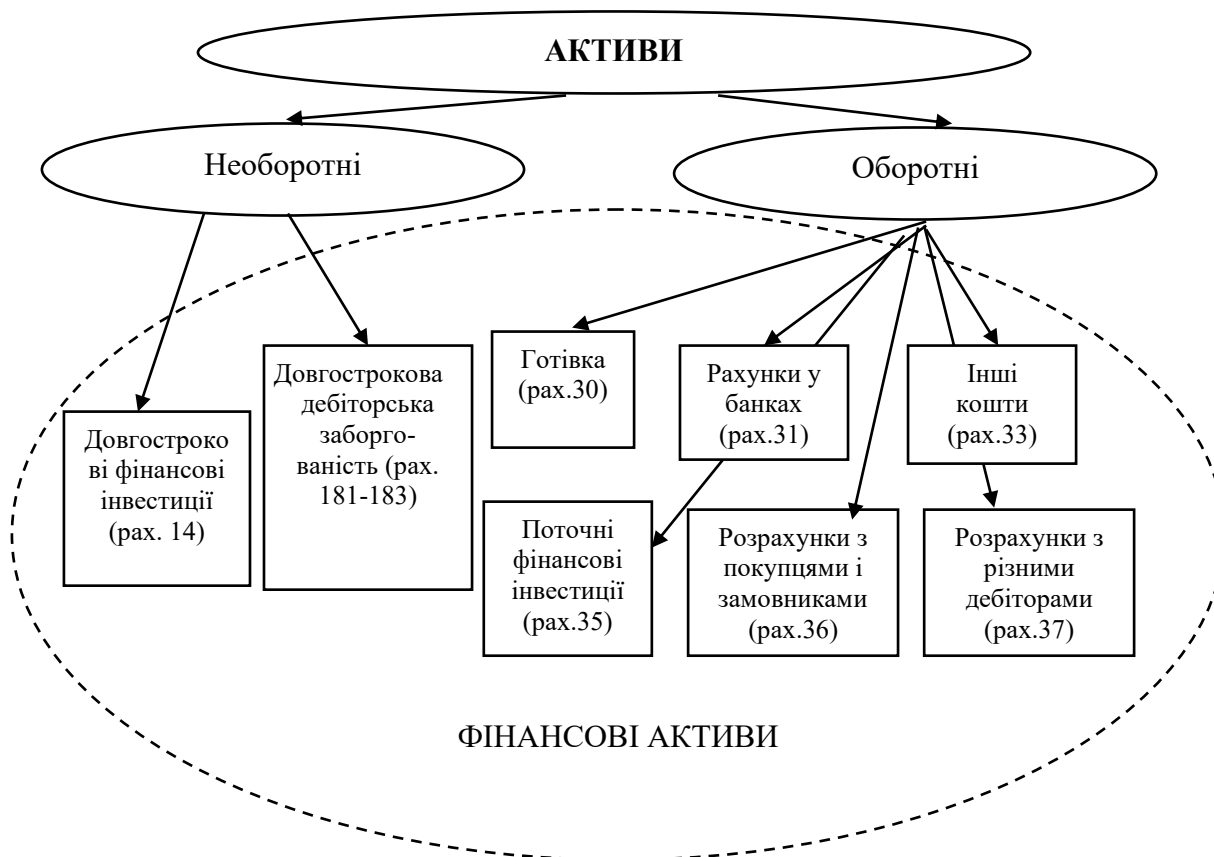 АКТИВИ
Необоротні
Оборотні
Довгостроко
ві фінансові
інвестиції
(рах. 14)
Довгострокова
дебіторська
заборго-
ваність (рах.
181-183)
Готівка
(рах.30)
Рахунки у
банках
(рах.31)
Інші
кошти
(рах.33)
Поточні
фінансові
інвестиції
(рах.35)
Розрахунки з
покупцями і
замовниками
(рах.36)
Розрахунки з
різними
дебіторами
(рах.37)
ФІНАНСОВІ АКТИВИ